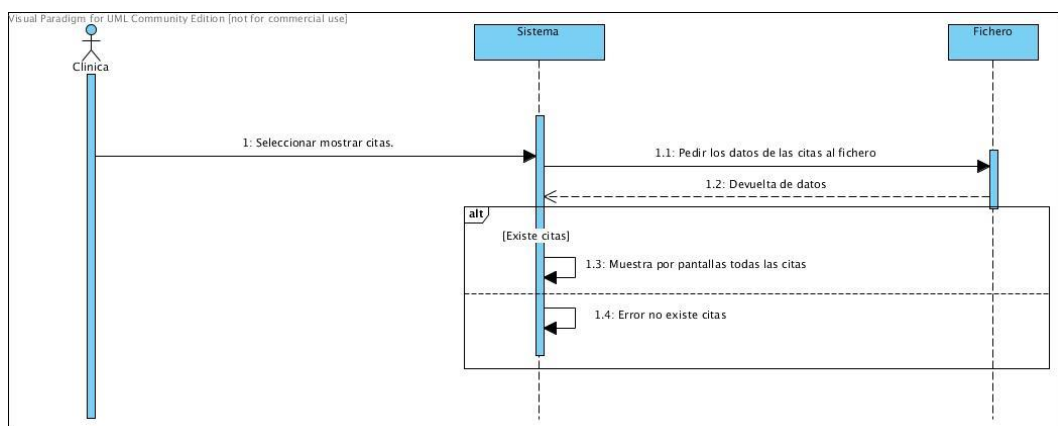 Visual Paradigm for UML Community Edition [not for commercial use]
Clinica
Sistema
Fichero
1: Seleccionar mostrar citas.
1.1: Pedir los datos de las citas al fichero
1.2: Devuelta de datos
alt
[Existe citas]
1.3: Muestra por pantallas todas las citas
1.4: Error no existe citas